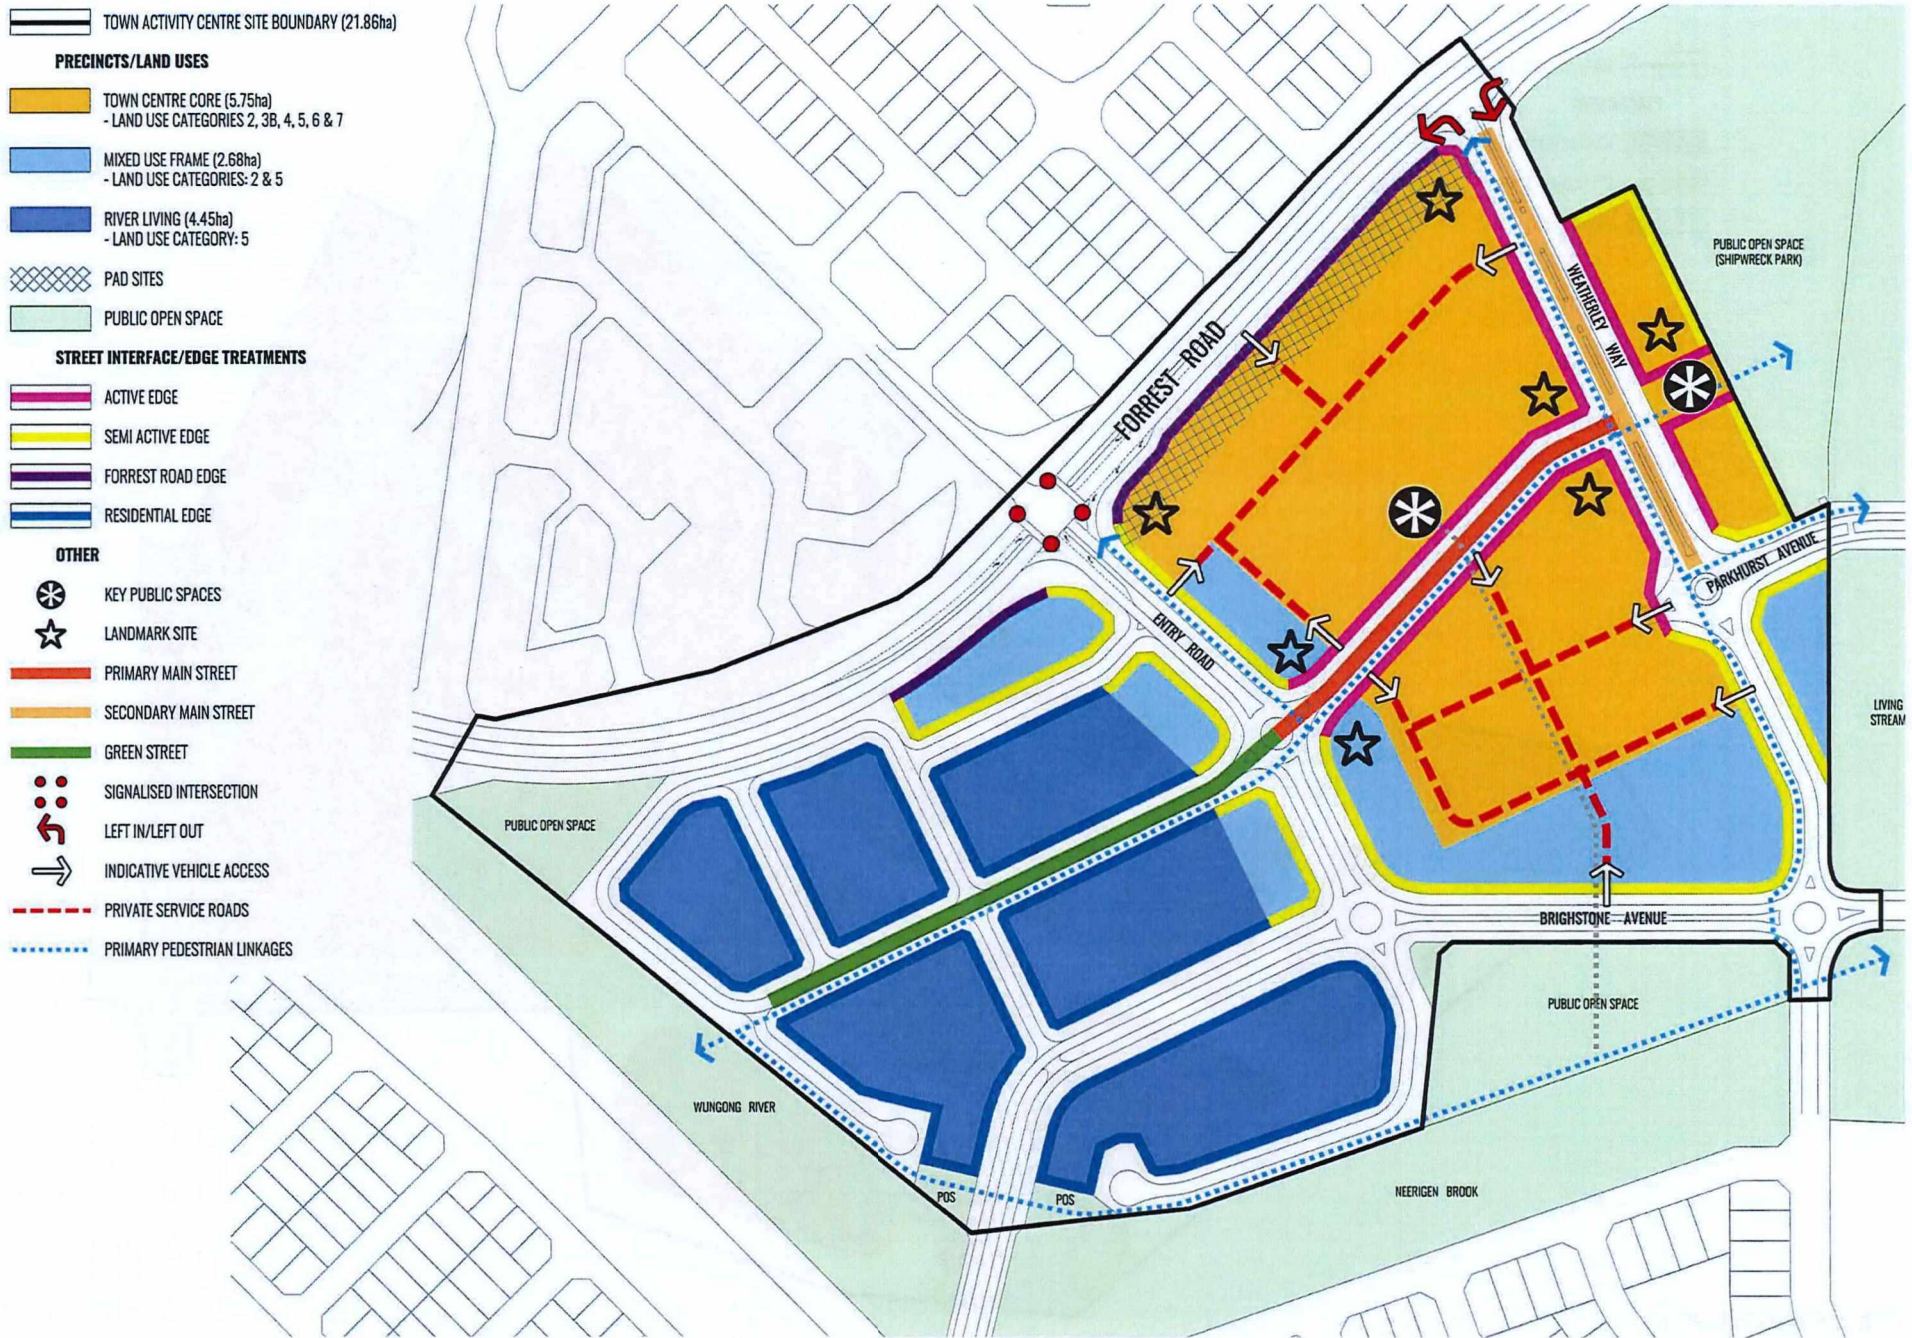 TOWN ACTIVITY CENTRE SITE BOUNDARY (21.86ha)
PRECINCTS/LAND USES
TOWN CENTRE CORE (5.75ha)
- LAND USE CATEGORIES 2, 3B, 4, 5, 6 & 7
MIXED USE FRAME (2.68ha)
- LAND USE CATEGORIES: 2 & 5
RIVER LIVING (4.45ha)
- LAND USE CATEGORY: 5
PAD SITES
PUBLIC OPEN SPACE
STREET INTERFACE/EDGE TREATMENTS
ACTIVE EDGE
SEMI ACTIVE EDGE
FORREST ROAD EDGE
RESIDENTIAL EDGE
OTHER
KEY PUBLIC SPACES
LANDMARK SITE
PRIMARY MAIN STREET
SECONDARY MAIN STREET
GREEN STREET
SIGNALISED INTERSECTION
LEFT IN/LEFT OUT
INDICATIVE VEHICLE ACCESS
PRIVATE SERVICE ROADS
PRIMARY PEDESTRIAN LINKAGES
PUBLIC OPEN SPACE
(SHIPWRECK PARK)
WEATHERLEY WAY
FORREST ROAD
PARKHURST AVENUE
ENTRY ROAD
LIVING
STREAM
PUBLIC OPEN SPACE
BRIGHSTONE AVENUE
PUBLIC OPEN SPACE
WUNGONG RIVER
POS
POS
NEERIGEN BROOK